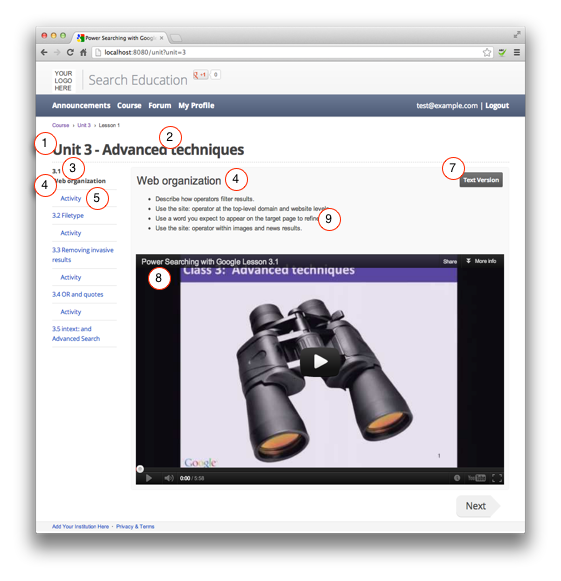 Power Searching with Google
localhost:8080/unit?unit=3
YOUR
LOGO
HERE
Search Education
+1
0
Announcements Course Forum My Profile
test@example.com | Logout
Course › Unit 3 › Lesson 1
1
2
Unit 3 - Advanced techniques
3.1
3
4
Web organization
Activity
5
3.2 Filetype
Activity
3.3 Removing invasive
results
Activity
3.4 OR and quotes
Activity
3.5 intext: and
Advanced Search
Web organization
4
7
Text Version
• Describe how operators filter results.
• Use the site: operator at the top-level domain and website levels.
• Use a word you expect to appear on the target page to refine
9
• Use the site: operator within images and news results.
Power Searching with Google Lesson 3.1
Share
More info
8
Class 3: Advanced techniques
Google
1
0:00 / 5:58
YouTube
Next
Add Your Institution Here - Privacy & Terms